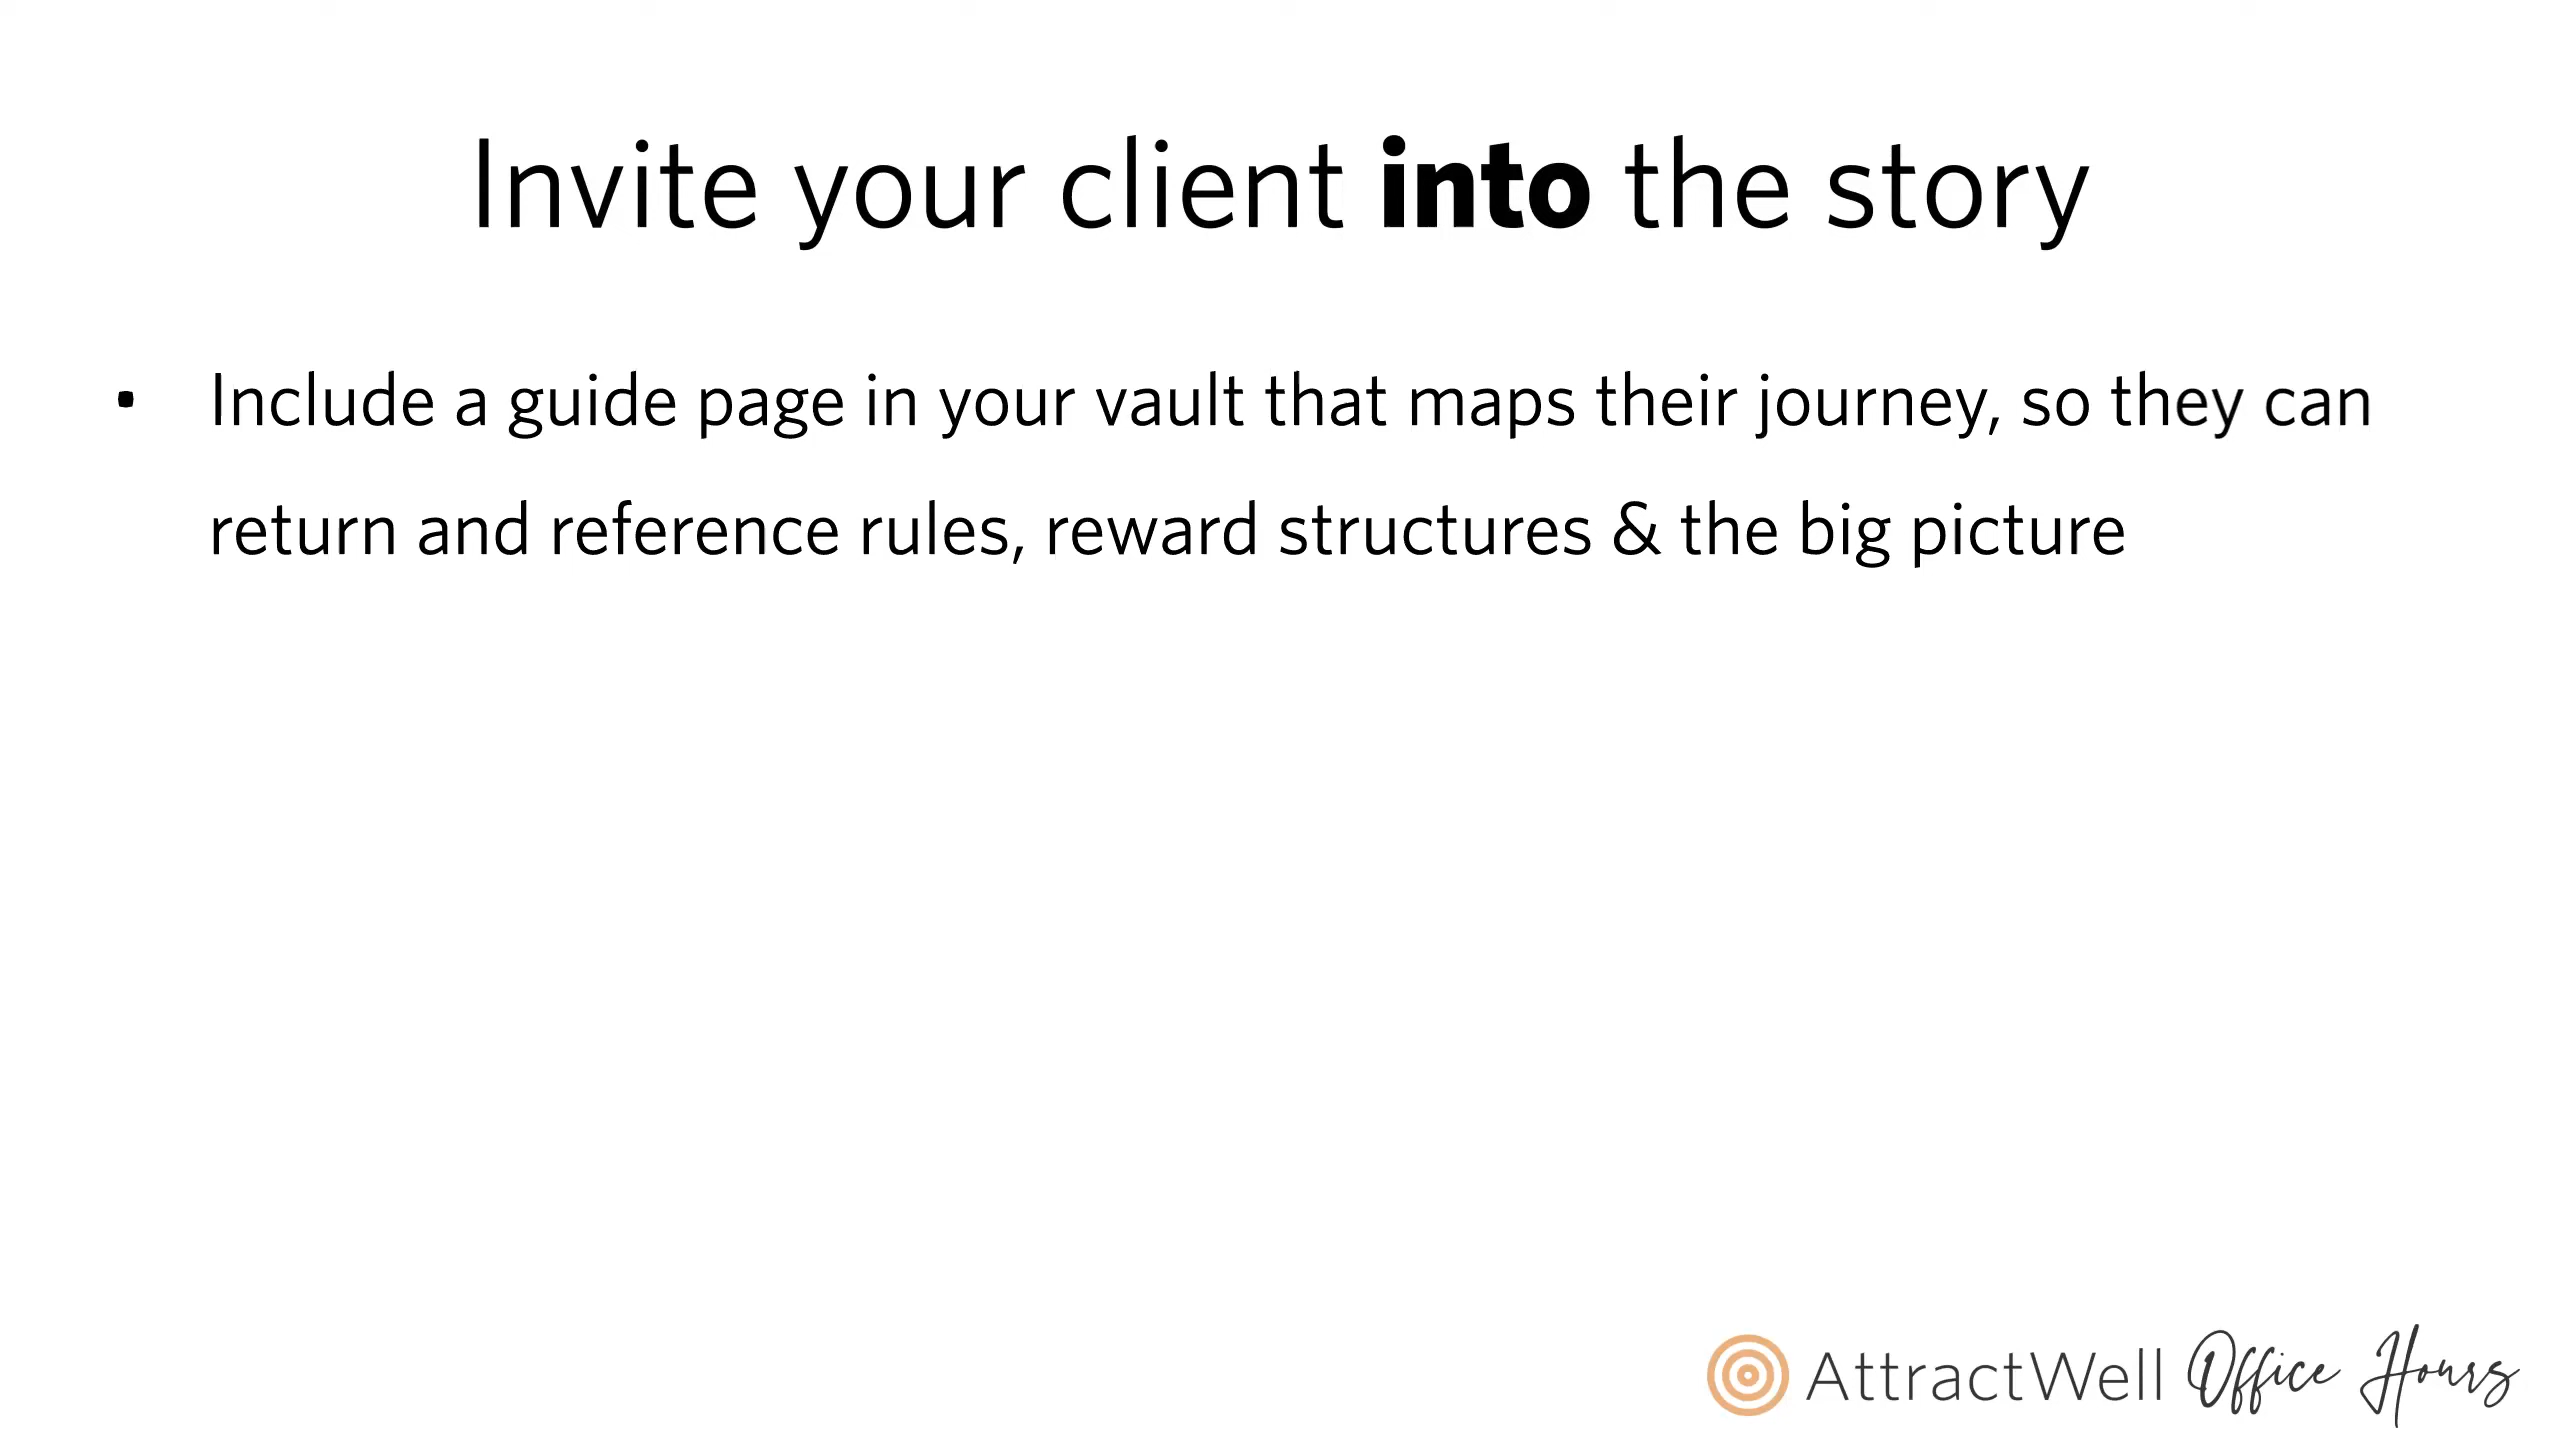 Invite your client into the story
• Include a guide page in your vault that maps their journey, so they can
return and reference rules, reward structures & the big picture
AttractWell Office Hours